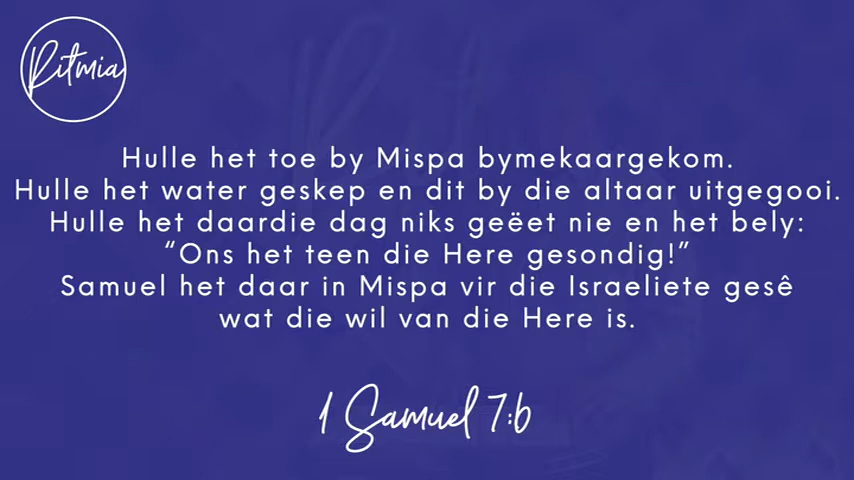 Ritmia
Hulle het toe by Mispa bymekaargekom.
Hulle het water geskep en dit by die altaar uitgegooi.
Hulle het daardie dag niks geëet nie en het bely:
“Ons het teen die Here gesondig!”
Samuel het daar in Mispa vir die Israeliete gesê
wat die wil van die Here is.
1 Samuel 7:6